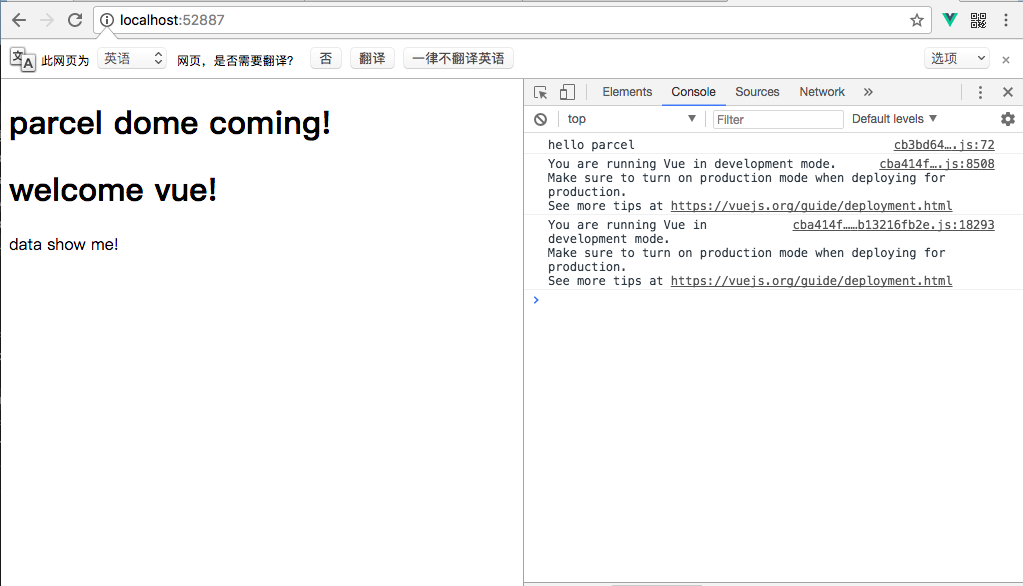 localhost:52887
文A 此网页为 英语 网页，是否需要翻译? 否 翻译 一律不翻译英语 选项 ×
parcel dome coming!
welcome vue!
data show me!
Elements Console Sources Network »
top Filter Default levels
hello parcel cb3bd64….js:72
You are running Vue in development mode. cba414f….js:8508
Make sure to turn on production mode when deploying for
production.
See more tips at https://vuejs.org/guide/deployment.html
You are running Vue in cba414f……b13216fb2e.js:18293
development mode.
Make sure to turn on production mode when deploying for
production.
See more tips at https://vuejs.org/guide/deployment.html